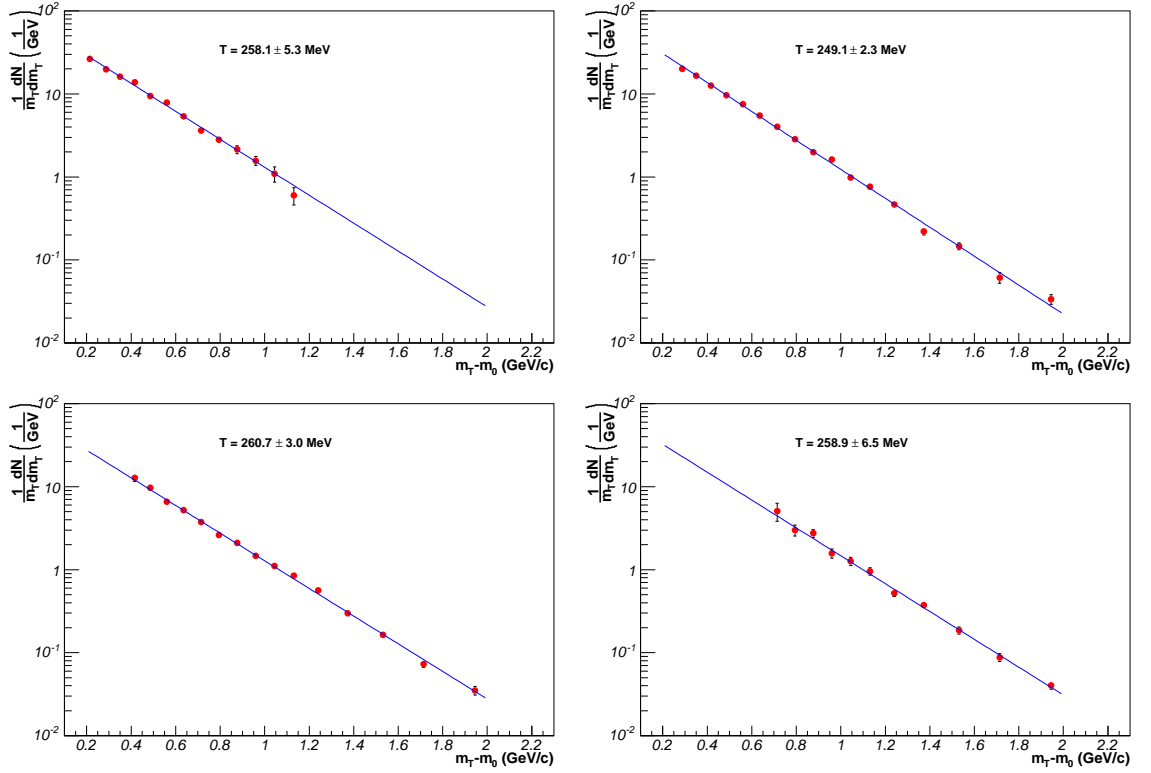 10²
10
1
10⁻¹
10⁻²
1/m_T dN/dm_T (1/GeV)
T = 258.1 ± 5.3 MeV
0.2 0.4 0.6 0.8 1 1.2 1.4 1.6 1.8 2 2.2
m_T-m_0 (GeV/c)
10²
10
1
10⁻¹
10⁻²
1/m_T dN/dm_T (1/GeV)
T = 249.1 ± 2.3 MeV
0.2 0.4 0.6 0.8 1 1.2 1.4 1.6 1.8 2 2.2
m_T-m_0 (GeV/c)
10²
10
1
10⁻¹
10⁻²
1/m_T dN/dm_T (1/GeV)
T = 260.7 ± 3.0 MeV
0.2 0.4 0.6 0.8 1 1.2 1.4 1.6 1.8 2 2.2
m_T-m_0 (GeV/c)
10²
10
1
10⁻¹
10⁻²
1/m_T dN/dm_T (1/GeV)
T = 258.9 ± 6.5 MeV
0.2 0.4 0.6 0.8 1 1.2 1.4 1.6 1.8 2 2.2
m_T-m_0 (GeV/c)